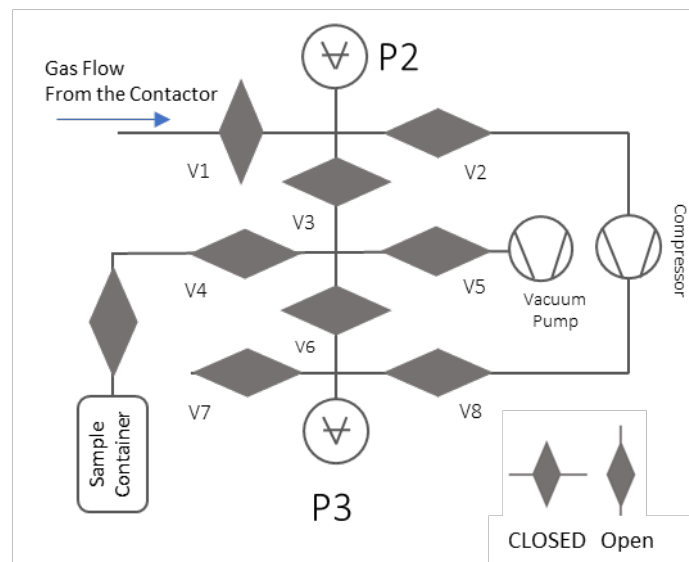 P2
Gas Flow
From the Contactor
V1
V2
V3
Compressor
V4
V5
Vacuum
Pump
V6
V7
V8
Sample
Container
P3
CLOSED
Open